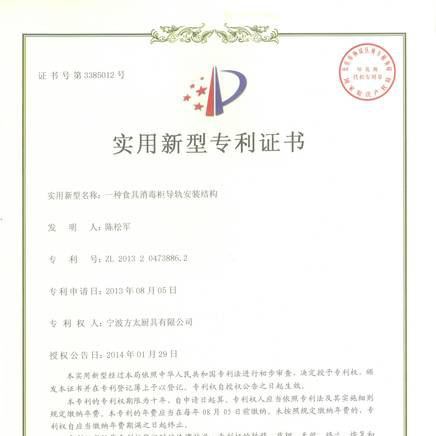 证书号第3385012号
实用新型专利证书
实用新型名称：一种食具消毒柜导轨安装结构
发 明 人：陈松军
专 利 号：ZL 2013 2 0473886.2
专利申请日：2013年08月05日
专 利 权 人：宁波方太厨具有限公司
授权公告日：2014年01月29日
本实用新型经过本局依照中华人民共和国专利法进行初步审查，决定授予专利权，颁
发本证书并在专利登记簿上予以登记。专利权自授权公告之日起生效。
本专利的专利权期限为十年，自申请日起算。专利权人应当依照专利法及其实施细则
规定缴纳年费。本专利的年费应当在每年08月05日前缴纳。未按照规定缴纳年费的，专
利权自应当缴纳年费期满之日起终止。